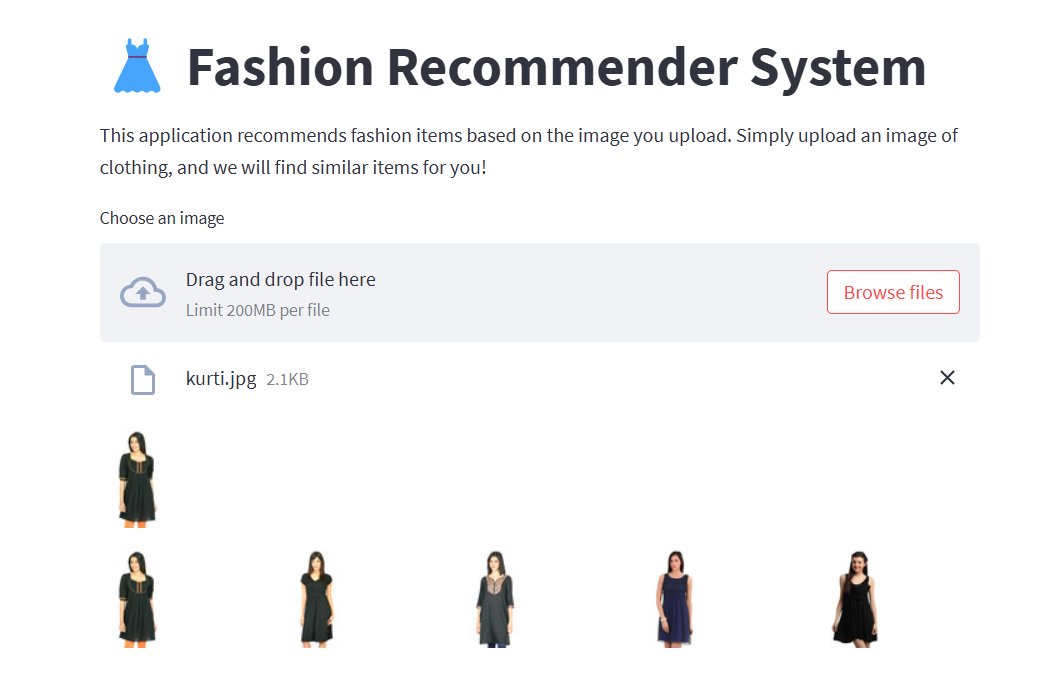 Fashion Recommender System
This application recommends fashion items based on the image you upload. Simply upload an image of
clothing, and we will find similar items for you!
Choose an image
Drag and drop file here
Limit 200MB per file
Browse files
kurti.jpg 2.1KB